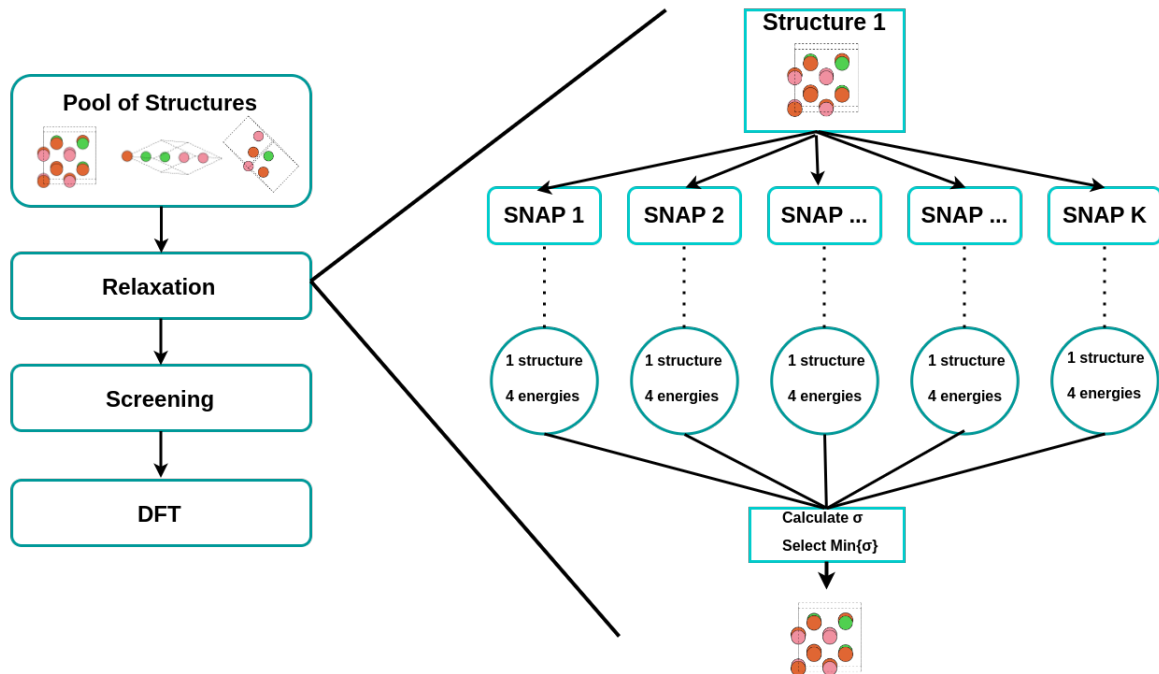 Pool of Structures
Relaxation
Screening
DFT
Structure 1
SNAP 1
SNAP 2
SNAP ...
SNAP ...
SNAP K
1 structure
4 energies
1 structure
4 energies
1 structure
4 energies
1 structure
4 energies
1 structure
4 energies
Calculate σ
Select Min{σ}